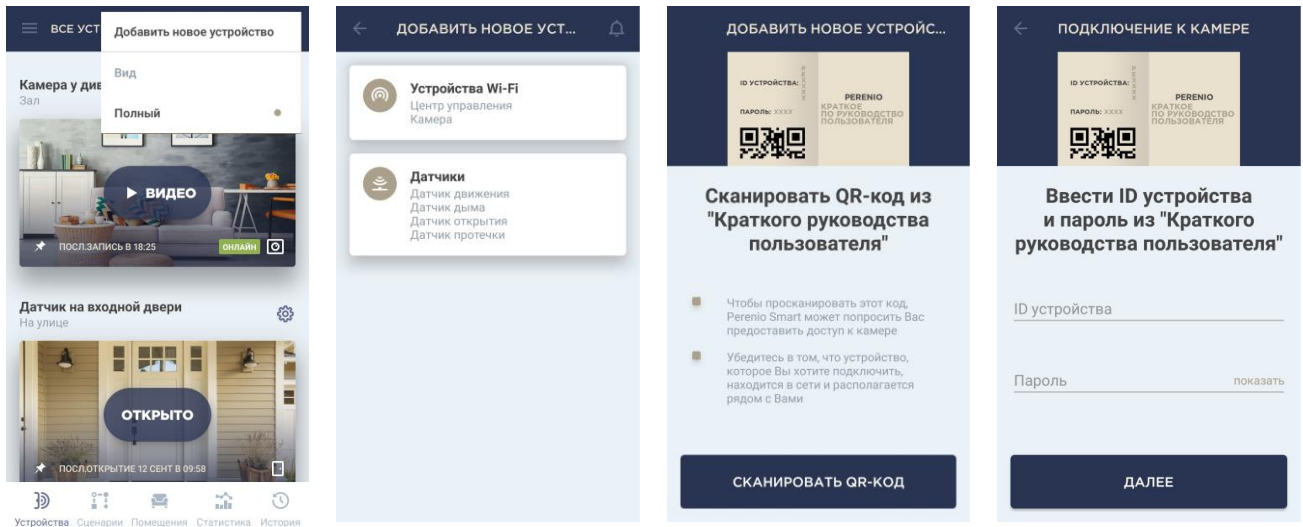 ВСЕ УСТ
Добавить новое устройство
Вид
Полный
Камера у див
Зал
ВИДЕО
ПОСЛ.ЗАПИСЬ В 18:25
ОНЛАЙН
Датчик на входной двери
На улице
ОТКРЫТО
ПОСЛ.ОТКРЫТИЕ 12 СЕНТ В 09:58
Устройства Сценарии Помещения Статистика История
ДОБАВИТЬ НОВОЕ УСТ...
Устройства Wi-Fi
Центр управления
Камера
Датчики
Датчик движения
Датчик дыма
Датчик открытия
Датчик протечки
ДОБАВИТЬ НОВОЕ УСТРОЙС...
ID УСТРОЙСТВА:
XXXX
ПАРОЛЬ: XXXX
PERENIO
КРАТКОЕ
ПО РУКОВОДСТВО
ПОЛЬЗОВАТЕЛЯ
Сканировать QR-код из
"Краткого руководства
пользователя"
Чтобы просканировать этот код,
Perenio Smart может попросить Вас
предоставить доступ к камере
Убедитесь в том, что устройство,
которое Вы хотите подключить,
находится в сети и располагается
рядом с Вами
СКАНИРОВАТЬ QR-КОД
ПОДКЛЮЧЕНИЕ К КАМЕРЕ
ID УСТРОЙСТВА:
XXXX
ПАРОЛЬ: XXXX
PERENIO
КРАТКОЕ
ПО РУКОВОДСТВО
ПОЛЬЗОВАТЕЛЯ
Ввести ID устройства
и пароль из "Краткого
руководства пользователя"
ID устройства
Пароль
показать
ДАЛЕЕ